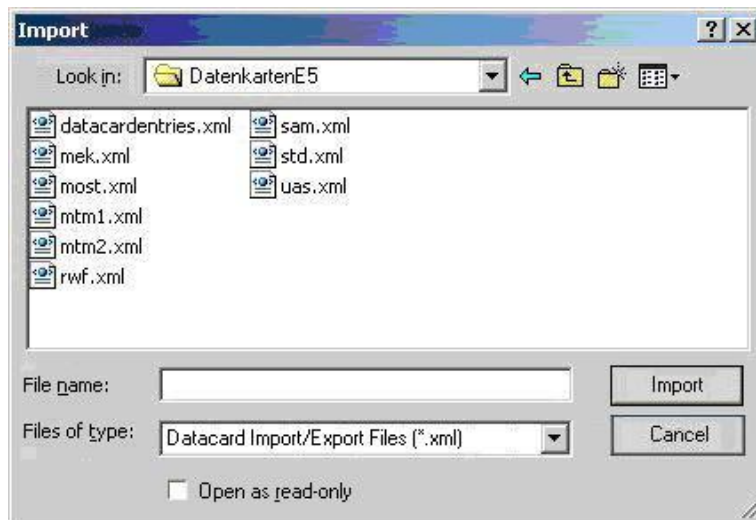 Import
Look in: DatenkartenE5
datacardentries.xml sam.xml
mek.xml std.xml
most.xml uas.xml
mtm1.xml
mtm2.xml
rwf.xml
File name: Import
Files of type: Datacard Import/Export Files (*.xml) Cancel
Open as read-only